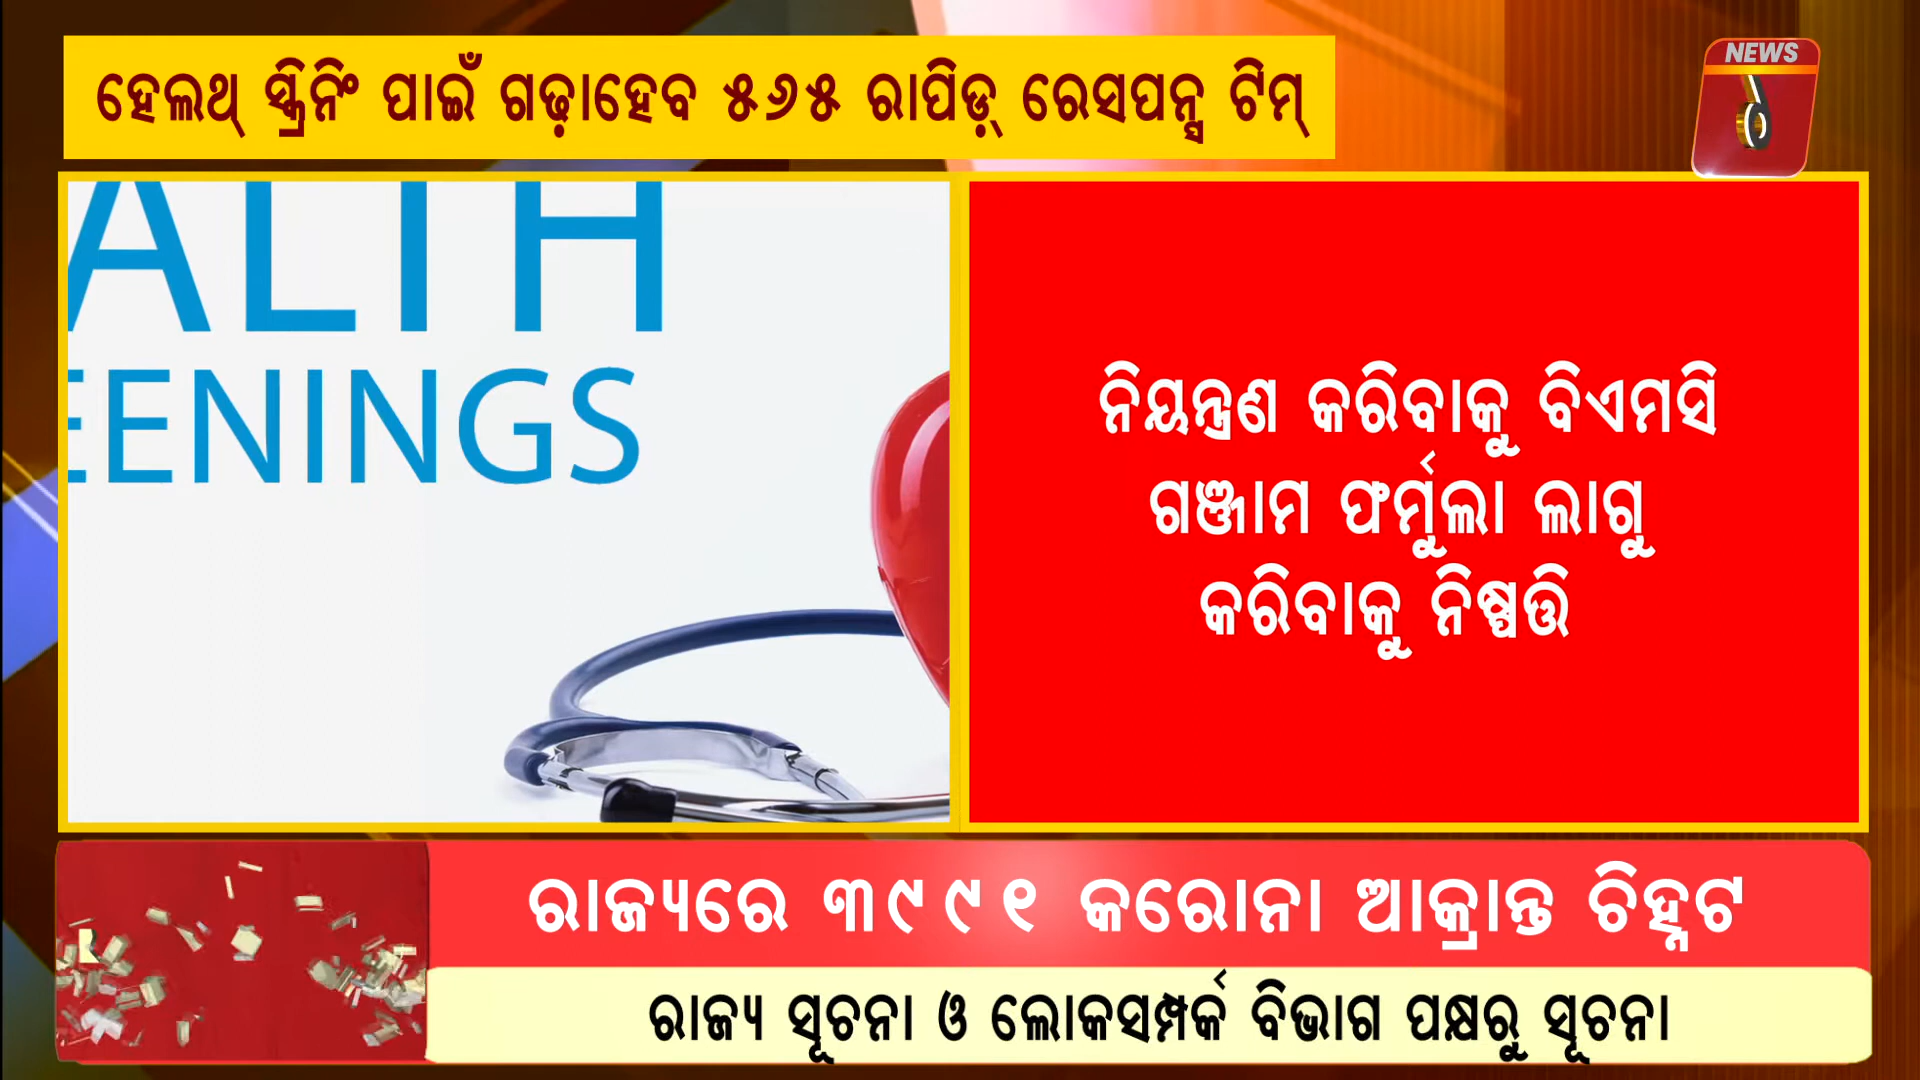 ହେଲଥ୍ ସ୍କ୍ରିନିଂ ପାଇଁ ଗଢ଼ାହେବ ୫୬୫ ରାପିଡ଼୍ ରେସପନ୍ସ ଟିମ୍
NEWS
୬
ALTH
EENINGS
ନିୟନ୍ତ୍ରଣ କରିବାକୁ ବିଏମସି
ଗଞ୍ଜାମ ଫର୍ମୁଲା ଲାଗୁ
କରିବାକୁ ନିଷ୍ପତ୍ତି
ରାଜ୍ୟରେ ୩୯୯୧ କରୋନା ଆକ୍ରାନ୍ତ ଚିହ୍ନଟ
ରାଜ୍ୟ ସୂଚନା ଓ ଲୋକସମ୍ପର୍କ ବିଭାଗ ପକ୍ଷରୁ ସୂଚନା